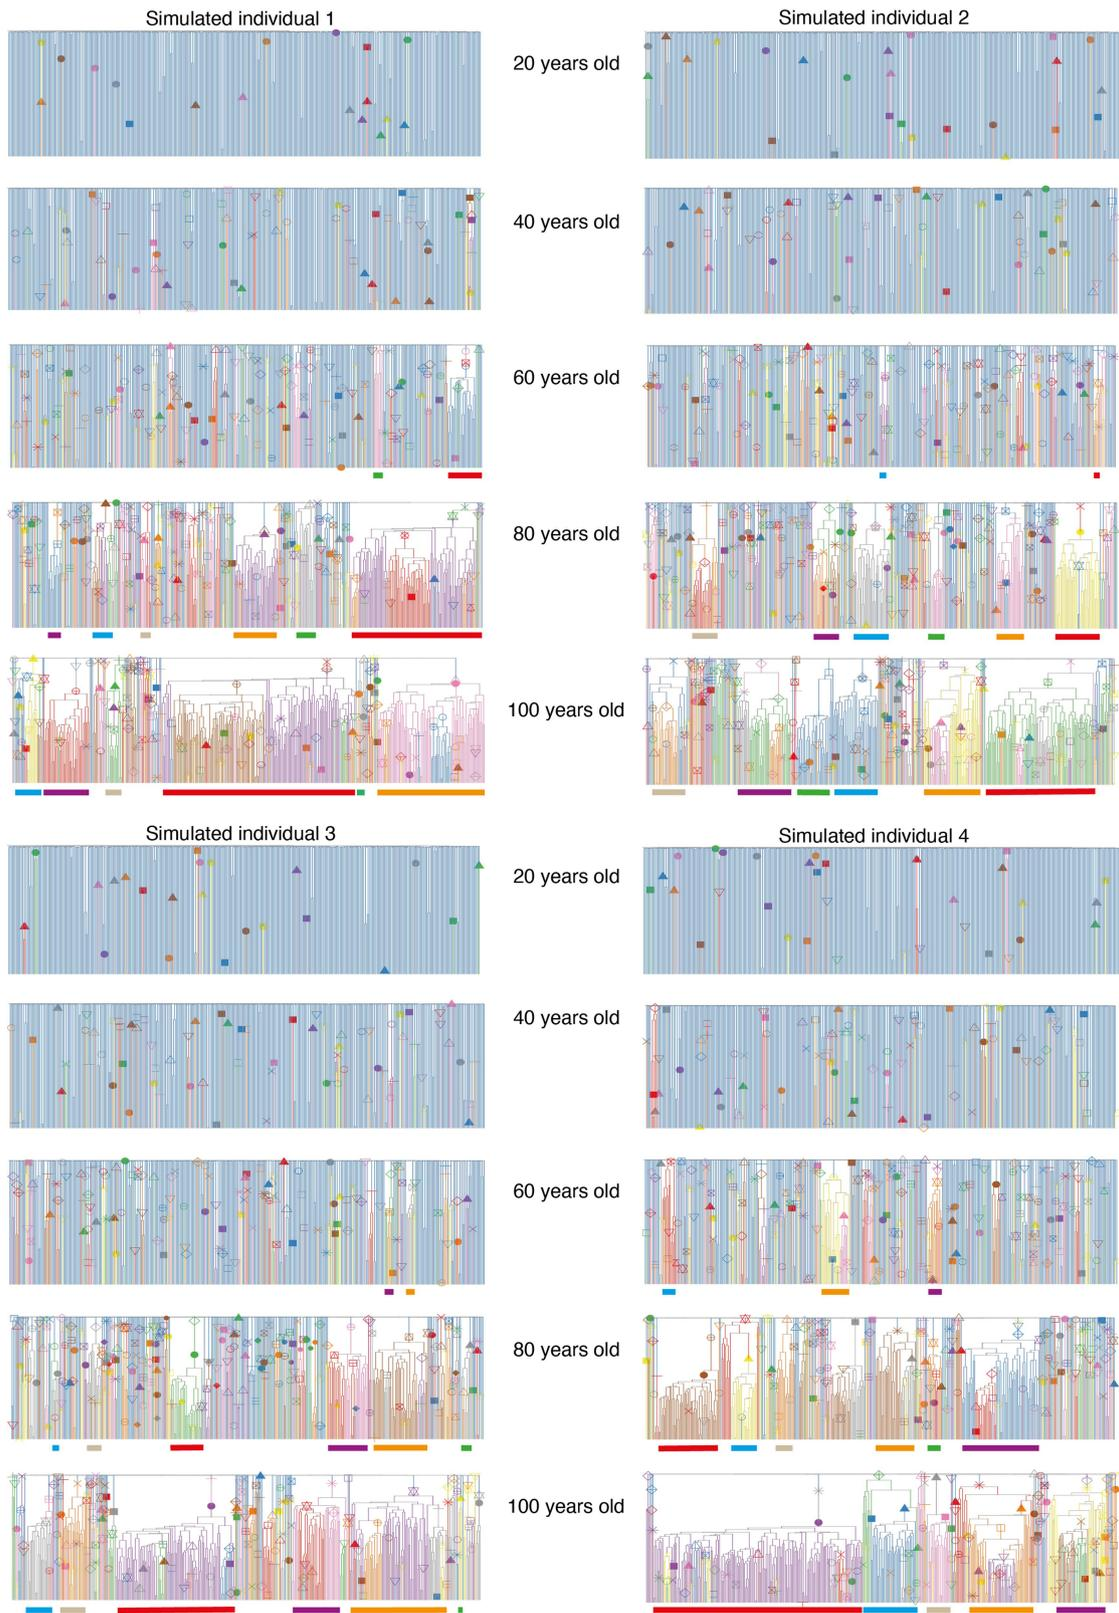 Simulated individual 1
Simulated individual 2
20 years old
40 years old
60 years old
80 years old
100 years old
Simulated individual 3
Simulated individual 4
20 years old
40 years old
60 years old
80 years old
100 years old